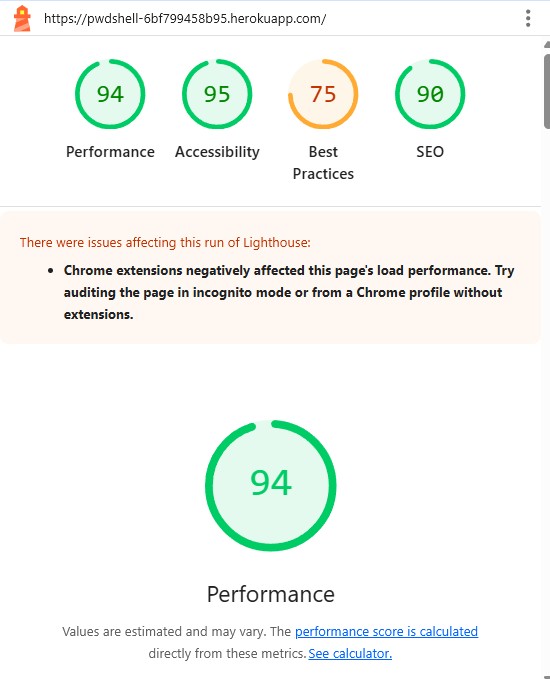 https://pwdshell-6bf799458b95.herokuapp.com/
94
95
75
90
Performance
Accessibility
Best
Practices
SEO
There were issues affecting this run of Lighthouse:
• Chrome extensions negatively affected this page's load performance. Try
auditing the page in incognito mode or from a Chrome profile without
extensions.
94
Performance
Values are estimated and may vary. The performance score is calculated
directly from these metrics. See calculator.